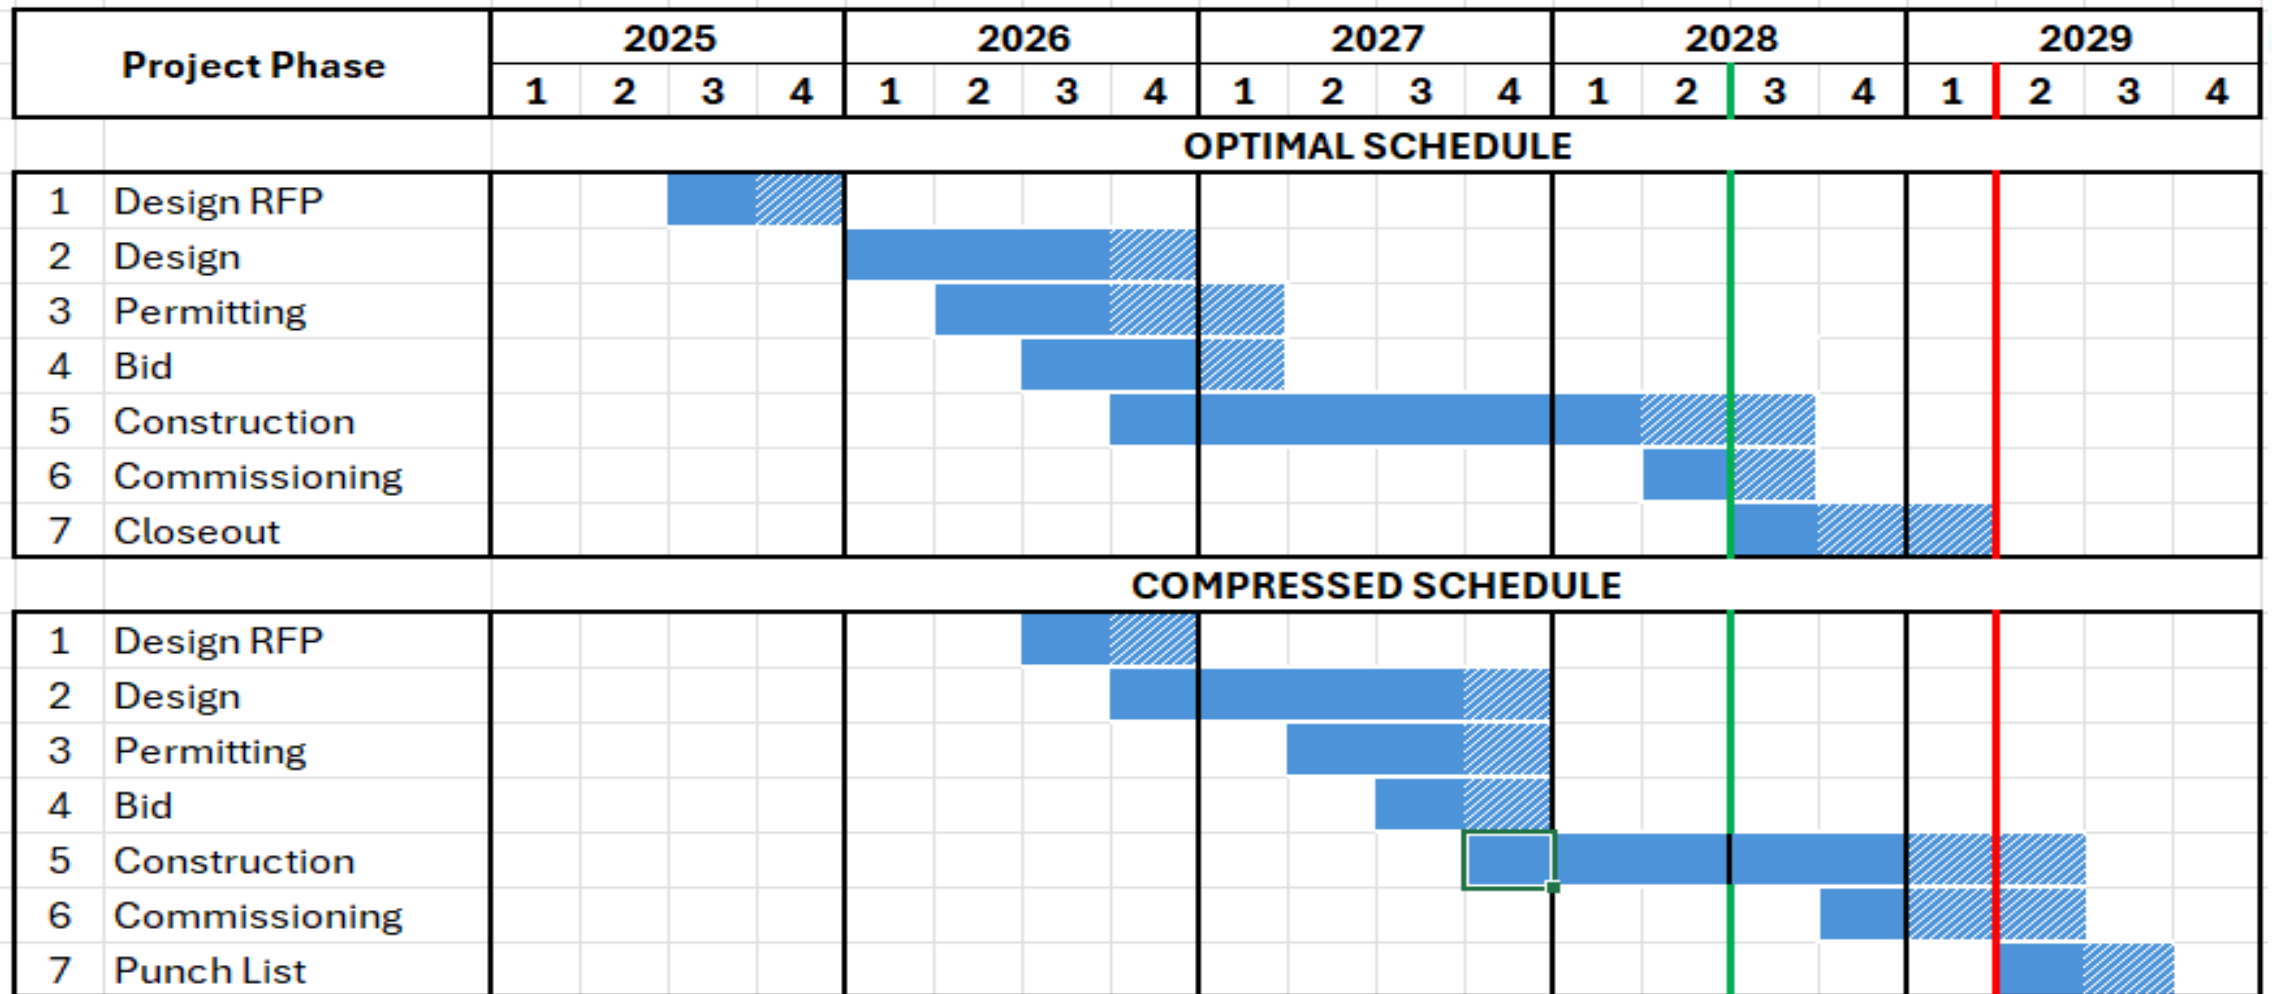 Project Phase 2025 2026 2027 2028 2029
1 2 3 4 1 2 3 4 1 2 3 4 1 2 3 4 1 2 3 4
OPTIMAL SCHEDULE
1 Design RFP
2 Design
3 Permitting
4 Bid
5 Construction
6 Commissioning
7 Closeout
COMPRESSED SCHEDULE
1 Design RFP
2 Design
3 Permitting
4 Bid
5 Construction
6 Commissioning
7 Punch List